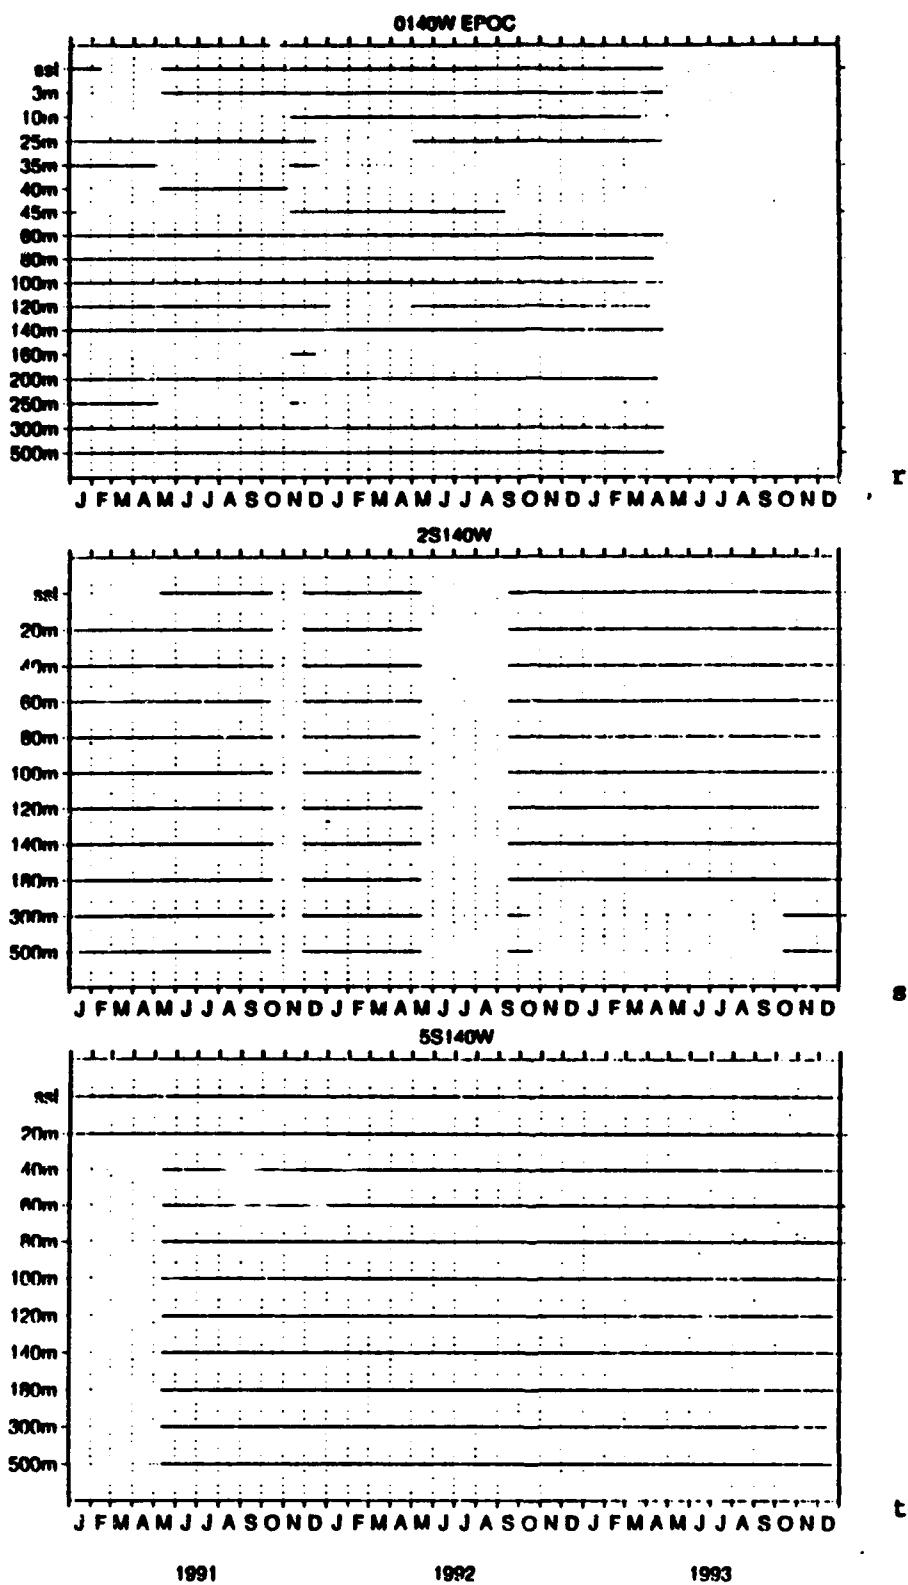 0140W EPOC
sst
3m
10m
25m
35m
40m
45m
60m
80m
100m
120m
140m
160m
200m
250m
300m
500m
J F M A M J J A S O N D J F M A M J J A S O N D J F M A M J J A S O N D
r
2S140W
sst
20m
40m
60m
80m
100m
120m
140m
180m
300m
500m
J F M A M J J A S O N D J F M A M J J A S O N D J F M A M J J A S O N D
s
5S140W
sst
20m
40m
60m
80m
100m
120m
140m
180m
300m
500m
J F M A M J J A S O N D J F M A M J J A S O N D J F M A M J J A S O N D
t
1991 1992 1993